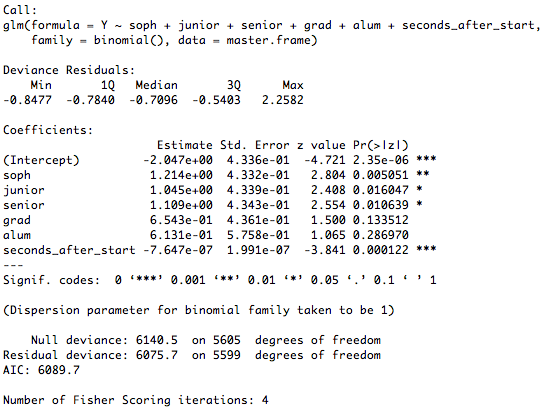 Call:
glm(formula = Y ~ soph + junior + senior + grad + alum + seconds_after_start,
    family = binomial(), data = master.frame)
Deviance Residuals:
    Min      1Q  Median      3Q     Max
-0.8477 -0.7840 -0.7096 -0.5403  2.2582
Coefficients:
                      Estimate Std. Error z value Pr(>|z|)
(Intercept)         -2.047e+00  4.336e-01  -4.721 2.35e-06 ***
soph                 1.214e+00  4.332e-01   2.804 0.005051 **
junior               1.045e+00  4.339e-01   2.408 0.016047 *
senior               1.109e+00  4.343e-01   2.554 0.010639 *
grad                 6.543e-01  4.361e-01   1.500 0.133512
alum                 6.131e-01  5.758e-01   1.065 0.286970
seconds_after_start -7.647e-07  1.991e-07  -3.841 0.000122 ***
---
Signif. codes:  0 ‘***’ 0.001 ‘**’ 0.01 ‘*’ 0.05 ‘.’ 0.1 ‘ ’ 1
(Dispersion parameter for binomial family taken to be 1)
    Null deviance: 6140.5  on 5605  degrees of freedom
Residual deviance: 6075.7  on 5599  degrees of freedom
AIC: 6089.7
Number of Fisher Scoring iterations: 4